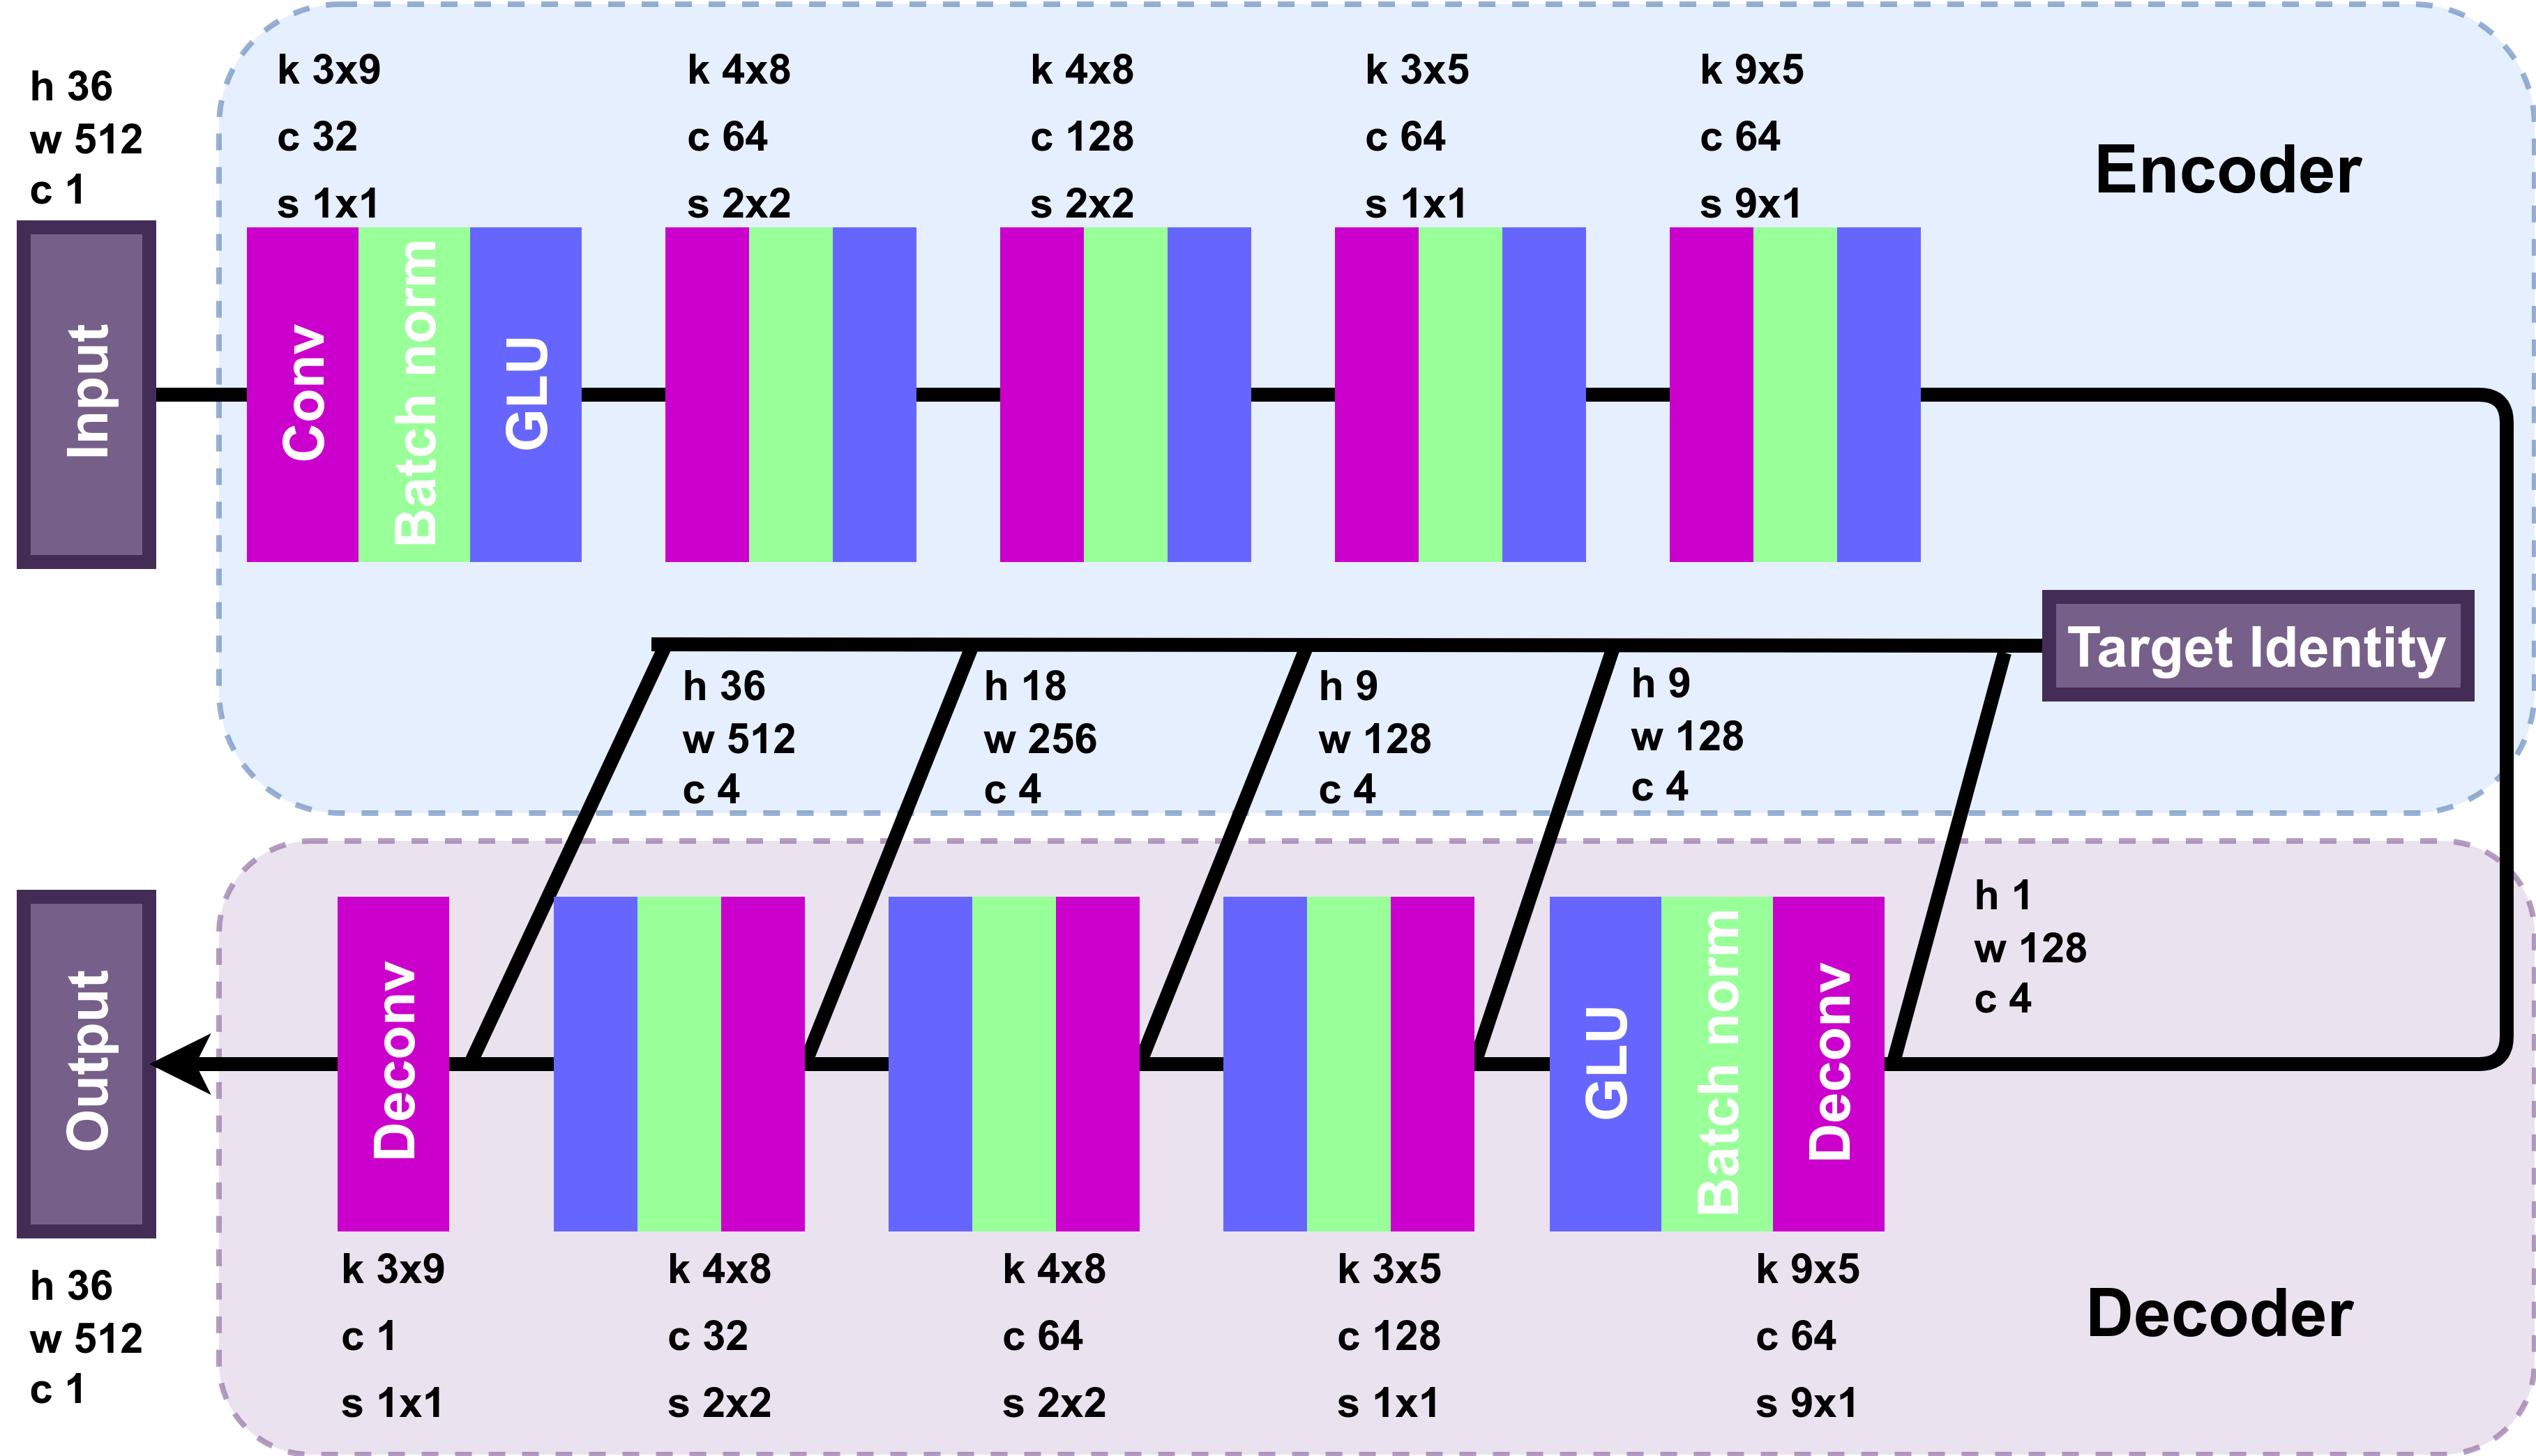 h 36
w 512
c 1
Input
k 3x9
c 32
s 1x1
Conv
Batch norm
GLU
k 4x8
c 64
s 2x2
k 4x8
c 128
s 2x2
k 3x5
c 64
s 1x1
k 9x5
c 64
s 9x1
Encoder
Target Identity
h 36
w 512
c 4
h 18
w 256
c 4
h 9
w 128
c 4
h 9
w 128
c 4
h 1
w 128
c 4
Output
h 36
w 512
c 1
Deconv
k 3x9
c 1
s 1x1
k 4x8
c 32
s 2x2
k 4x8
c 64
s 2x2
k 3x5
c 128
s 1x1
GLU
Batch norm
Deconv
k 9x5
c 64
s 9x1
Decoder